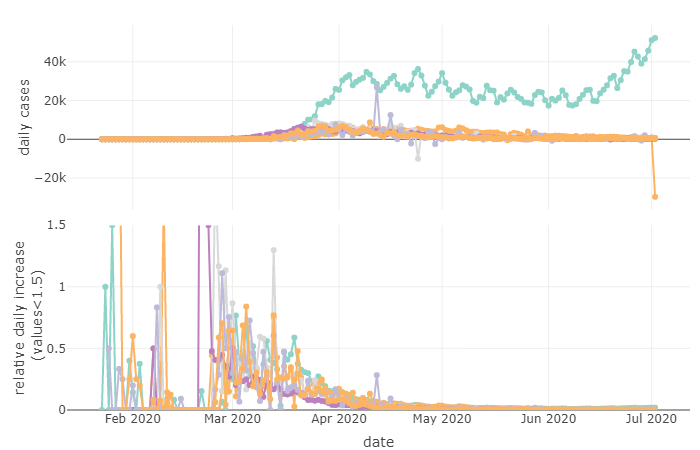 daily cases
40k
20k
0
−20k
relative daily increase
(values<1.5)
1.5
1
0.5
0
Feb 2020
Mar 2020
Apr 2020
May 2020
Jun 2020
Jul 2020
date